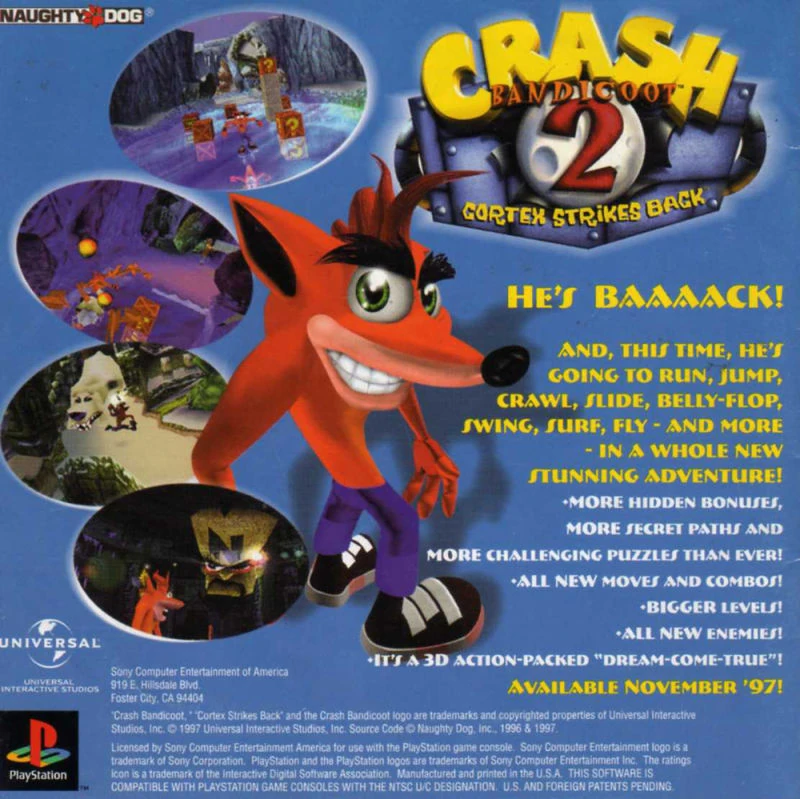 NAUGHTY DOG®
CRASH
BANDICOOT™
2
CORTEX STRIKES BACK
HE'S BAAAACK!
AND, THIS TIME, HE'S
GOING TO RUN, JUMP,
CRAWL, SLIDE, BELLY-FLOP,
SWING, SURF, FLY - AND MORE
- IN A WHOLE NEW
STUNNING ADVENTURE!
•MORE HIDDEN BONUSES,
MORE SECRET PATHS AND
MORE CHALLENGING PUZZLES THAN EVER!
•ALL NEW MOVES AND COMBOS!
•BIGGER LEVELS!
•ALL NEW ENEMIES!
•IT'S A 3D ACTION-PACKED "DREAM-COME-TRUE"!
AVAILABLE NOVEMBER '97!
UNIVERSAL
UNIVERSAL
INTERACTIVE STUDIOS
Sony Computer Entertainment of America
919 E. Hillsdale Blvd.
Foster City, CA 94404
"Crash Bandicoot," "Cortex Strikes Back" and the Crash Bandicoot logo are trademarks and copyrighted properties of Universal Interactive
Studios, Inc. © 1997 Universal Interactive Studios, Inc. Source Code © Naughty Dog, Inc., 1996 & 1997.
Licensed by Sony Computer Entertainment America for use with the PlayStation game console. Sony Computer Entertainment logo is a
trademark of Sony Corporation. PlayStation and the PlayStation logos are trademarks of Sony Computer Entertainment Inc. The ratings
icon is a trademark of the Interactive Digital Software Association. Manufactured and printed in the U.S.A. THIS SOFTWARE IS
COMPATIBLE WITH PLAYSTATION GAME CONSOLES WITH THE NTSC U/C DESIGNATION. U.S. AND FOREIGN PATENTS PENDING.
PlayStation
™